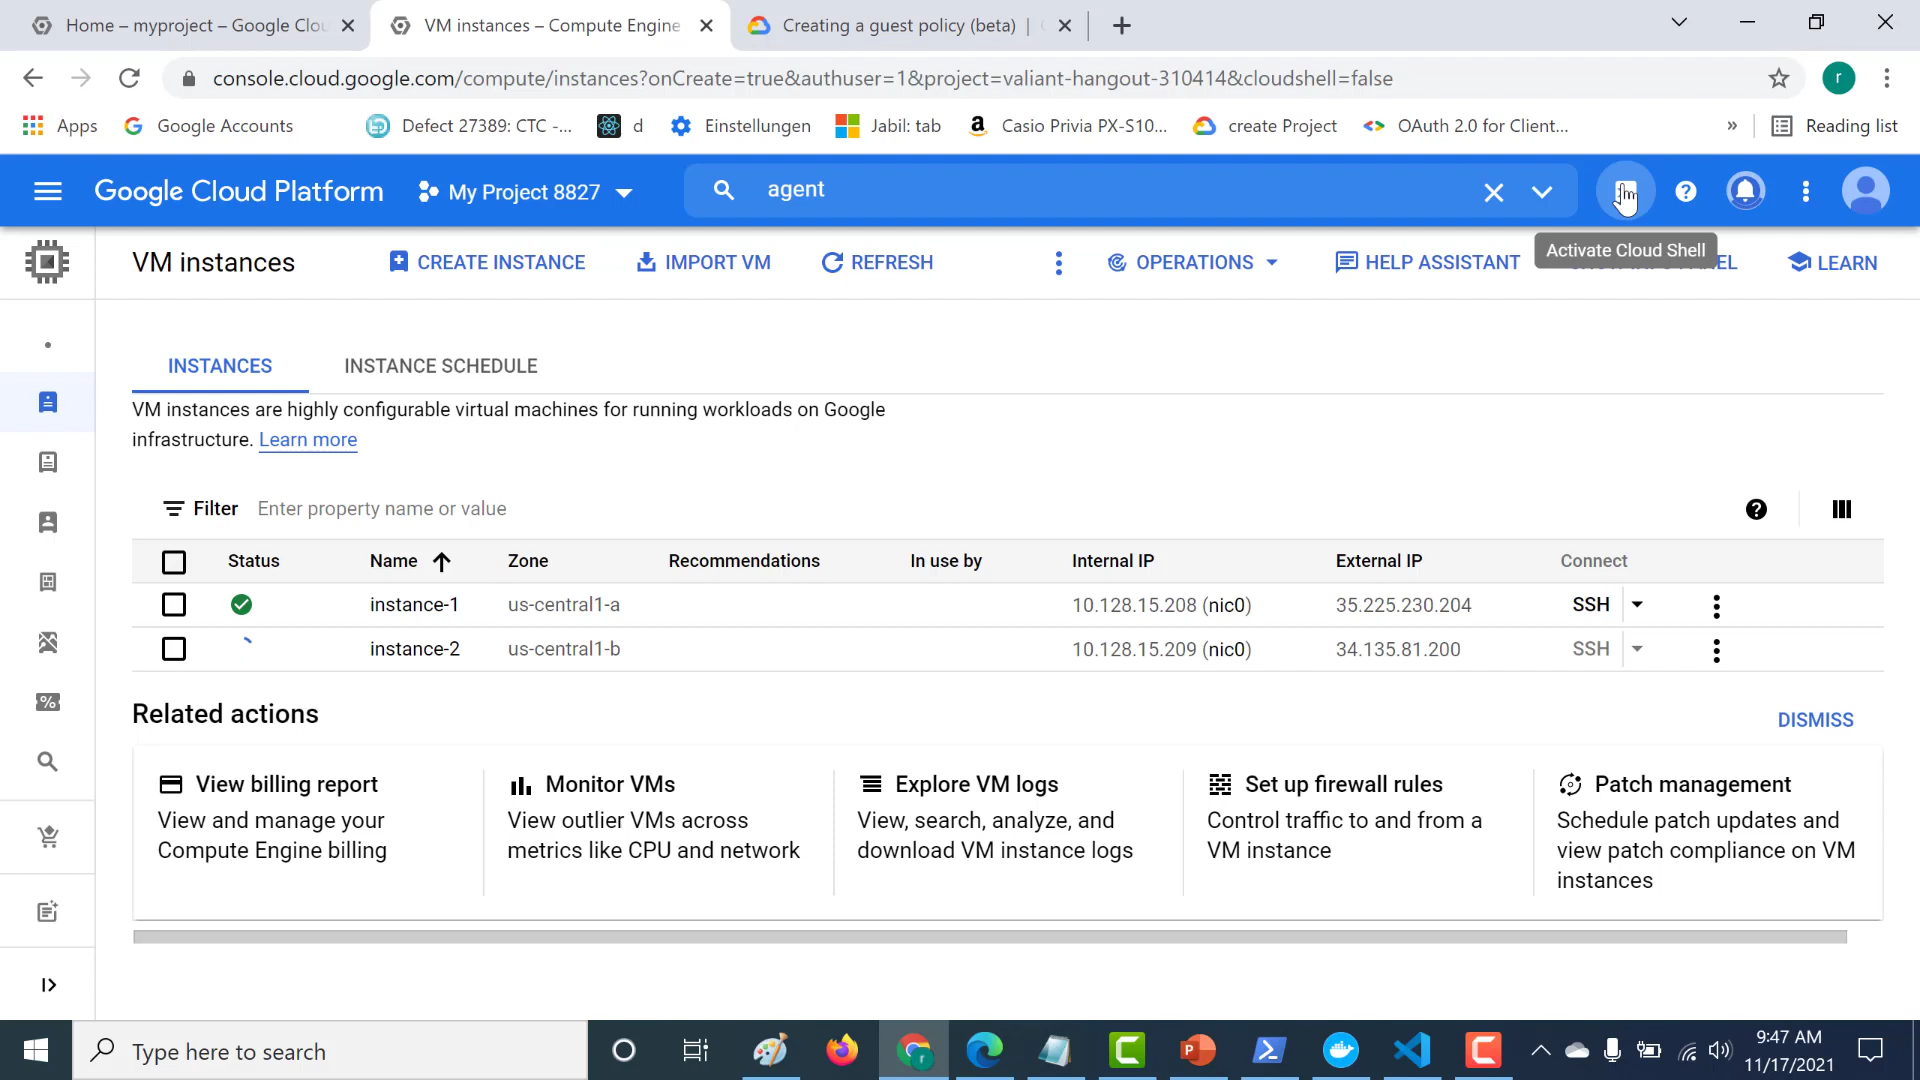 Home – myproject – Google Clou
VM instances – Compute Engine
Creating a guest policy (beta) |
console.cloud.google.com/compute/instances?onCreate=true&authuser=1&project=valiant-hangout-310414&cloudshell=false
r
Apps
Google Accounts
Defect 27389: CTC -...
d
Einstellungen
Jabil: tab
Casio Privia PX-S10...
create Project
OAuth 2.0 for Client...
»
Reading list
Google Cloud Platform
My Project 8827
agent
Activate Cloud Shell
VM instances
CREATE INSTANCE
IMPORT VM
REFRESH
OPERATIONS
HELP ASSISTANT
LEARN
INSTANCES
INSTANCE SCHEDULE
VM instances are highly configurable virtual machines for running workloads on Google
infrastructure. Learn more
Filter Enter property name or value
Status Name Zone Recommendations In use by Internal IP External IP Connect
instance-1 us-central1-a 10.128.15.208 (nic0) 35.225.230.204 SSH
instance-2 us-central1-b 10.128.15.209 (nic0) 34.135.81.200 SSH
Related actions
DISMISS
View billing report
View and manage your
Compute Engine billing
Monitor VMs
View outlier VMs across
metrics like CPU and network
Explore VM logs
View, search, analyze, and
download VM instance logs
Set up firewall rules
Control traffic to and from a
VM instance
Patch management
Schedule patch updates and
view patch compliance on VM
instances
Type here to search
9:47 AM
11/17/2021